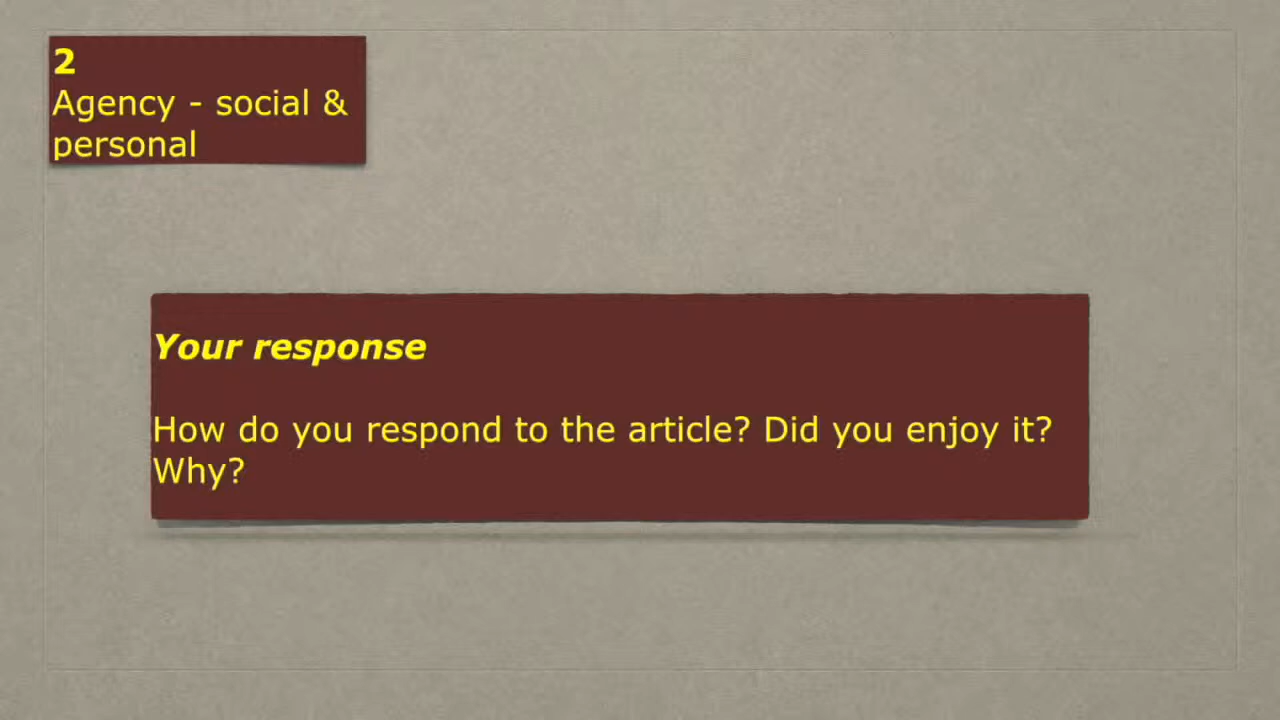 2
Agency - social &
personal
Your response
How do you respond to the article? Did you enjoy it?
Why?